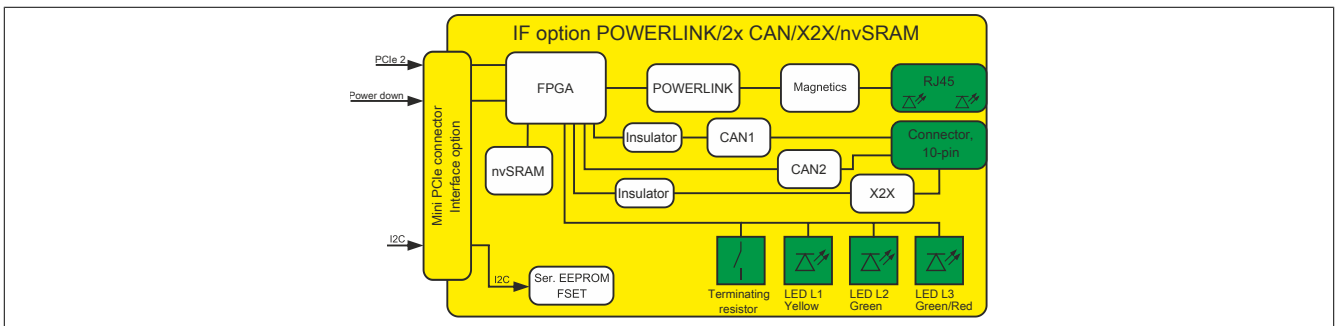 IF option POWERLINK/2x CAN/X2X/nvSRAM
PCIe 2
Power down
I2C
Mini PCIe connector
Interface option
FPGA
POWERLINK
Magnetics
RJ45
Insulator
CAN1
Connector,
10-pin
nvSRAM
CAN2
Insulator
X2X
I2C
Ser. EEPROM
FSET
Terminating
resistor
LED L1
Yellow
LED L2
Green
LED L3
Green/Red